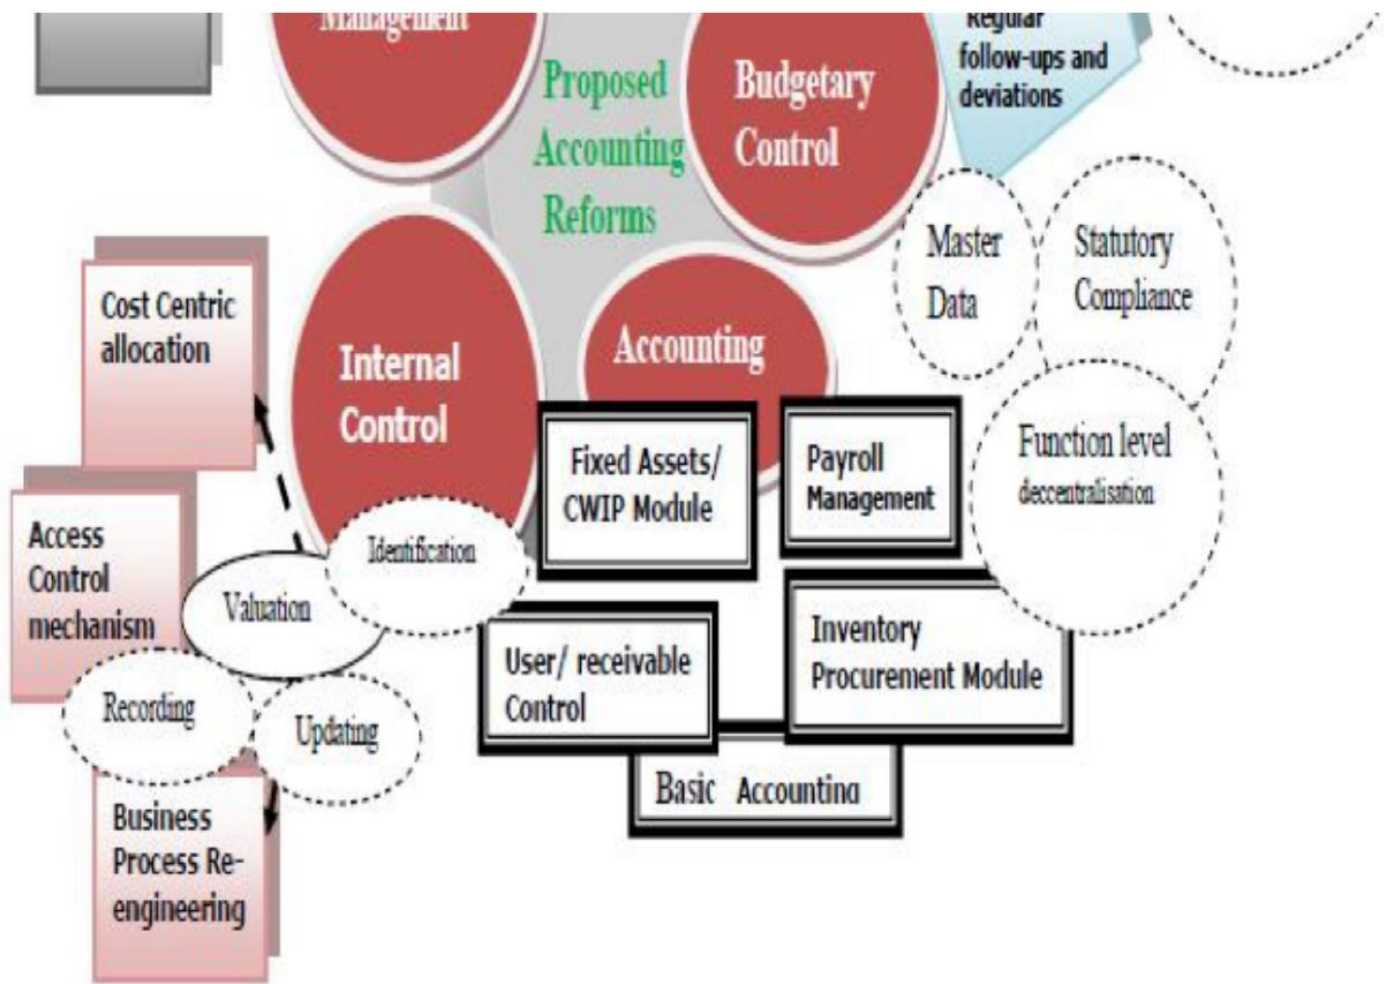 Management
Proposed
Accounting
Reforms
Budgetary
Control
Regular
follow-ups and
deviations
Master
Data
Statutory
Compliance
Cost Centric
allocation
Internal
Control
Accounting
Fixed Assets/
CWIP Module
Payroll
Management
Function level
deccentralisation
Access
Control
mechanism
Valuation
Identification
Recording
Updating
User/ receivable
Control
Inventory
Procurement Module
Basic Accounting
Business
Process Re-
engineering